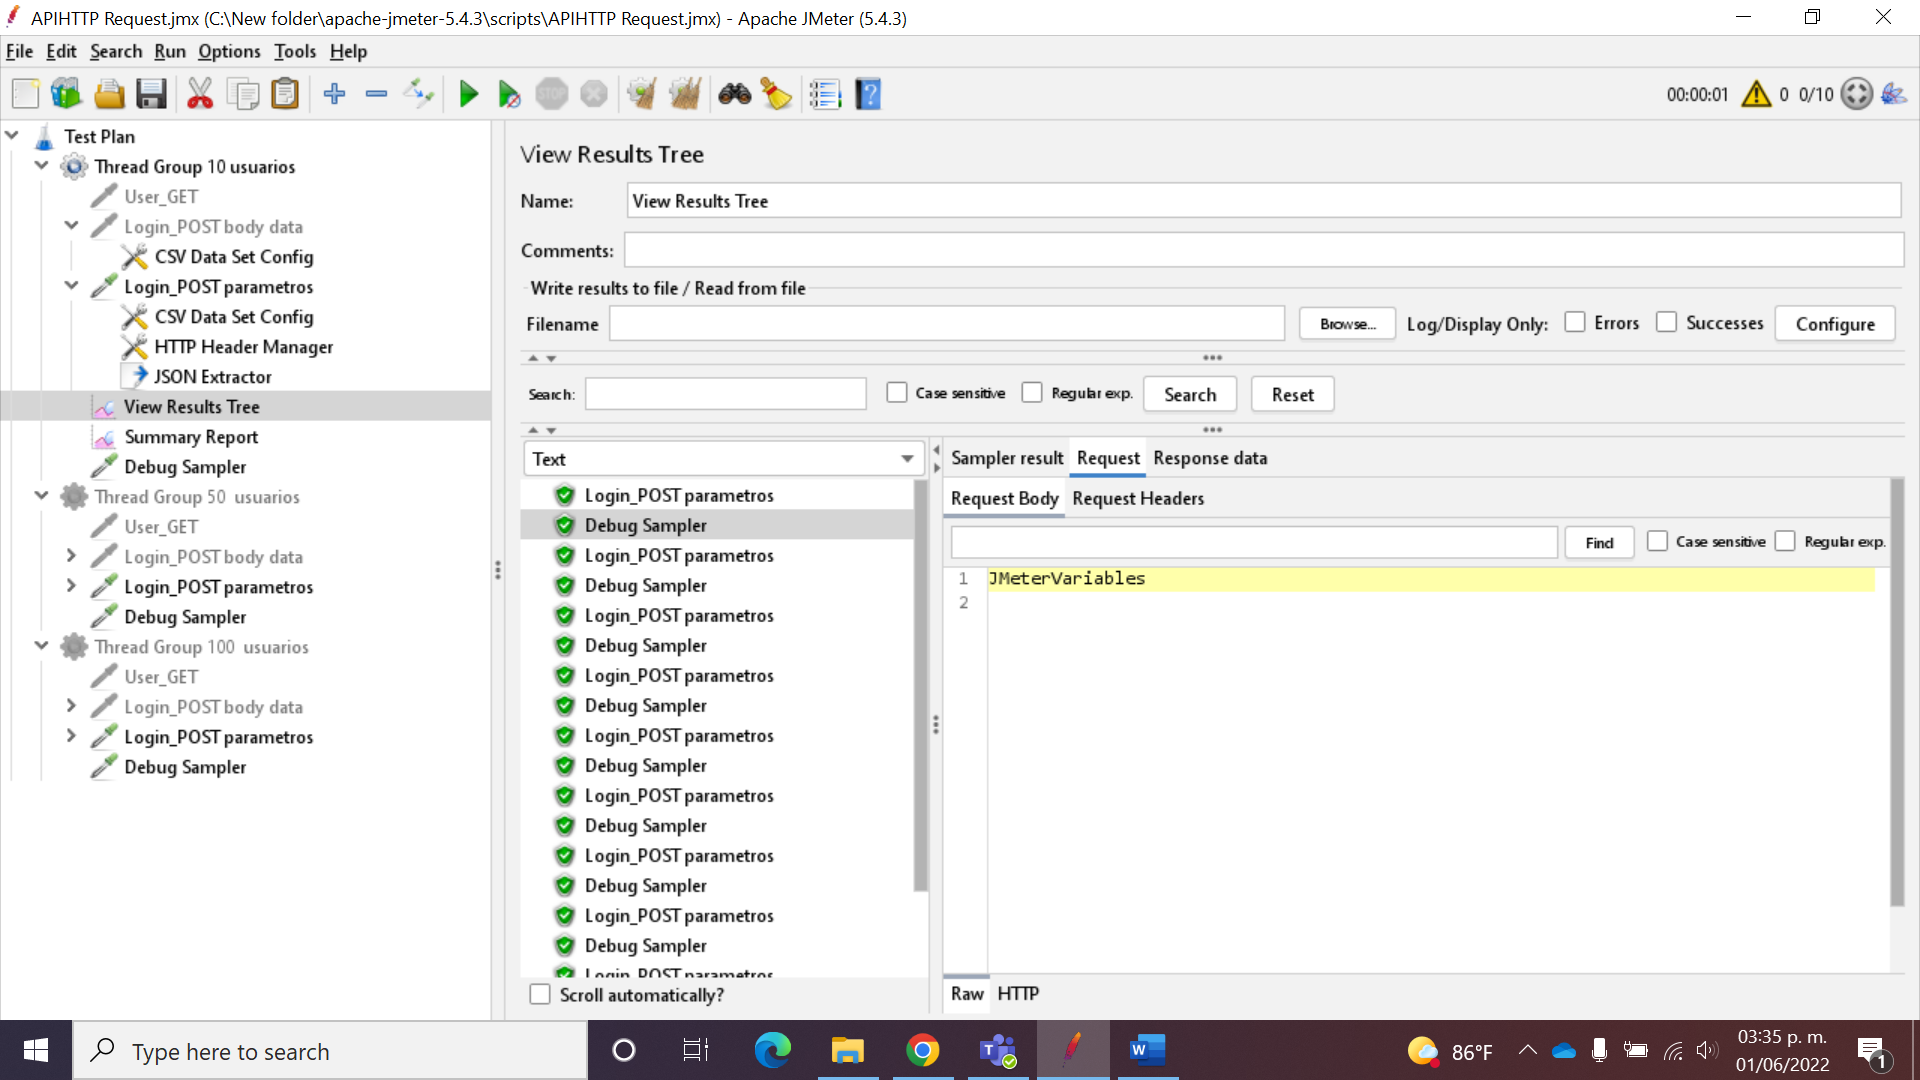 APIHTTP Request.jmx (C:\New folder\apache-jmeter-5.4.3\scripts\APIHTTP Request.jmx) - Apache JMeter (5.4.3)
File Edit Search Run Options Tools Help
STOP
00:00:01 0 0/10
Test Plan
Thread Group 10 usuarios
User_GET
Login_POST body data
CSV Data Set Config
Login_POST parametros
CSV Data Set Config
HTTP Header Manager
JSON Extractor
View Results Tree
Summary Report
Debug Sampler
Thread Group 50 usuarios
User_GET
Login_POST body data
Login_POST parametros
Debug Sampler
Thread Group 100 usuarios
User_GET
Login_POST body data
Login_POST parametros
Debug Sampler
View Results Tree
Name: View Results Tree
Comments:
Write results to file / Read from file
Filename Browse... Log/Display Only: Errors Successes Configure
Search: Case sensitive Regular exp. Search Reset
Text
Login_POST parametros
Debug Sampler
Login_POST parametros
Debug Sampler
Login_POST parametros
Debug Sampler
Login_POST parametros
Debug Sampler
Login_POST parametros
Debug Sampler
Login_POST parametros
Debug Sampler
Login_POST parametros
Debug Sampler
Login_POST parametros
Debug Sampler
Login_POST parametros
Scroll automatically?
Sampler result Request Response data
Request Body Request Headers
Find Case sensitive Regular exp.
1 JMeterVariables
2
Raw HTTP
Type here to search
86°F
03:35 p. m.
01/06/2022
1